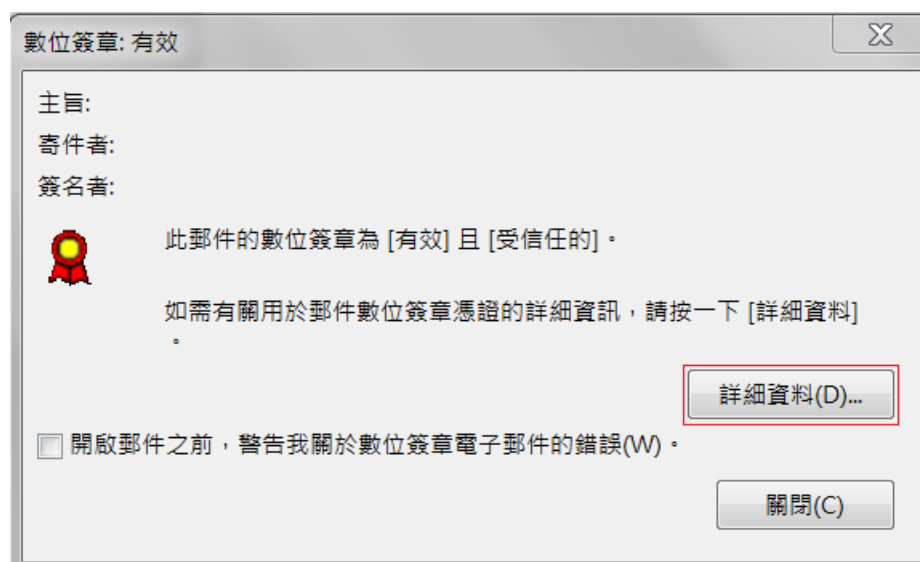 數位簽章: 有效
主旨:
寄件者:
簽名者:
此郵件的數位簽章為 [有效] 且 [受信任的]。
如需有關用於郵件數位簽章憑證的詳細資訊，請按一下 [詳細資料]
。
詳細資料(D)...
開啟郵件之前，警告我關於數位簽章電子郵件的錯誤(W)。
關閉(C)